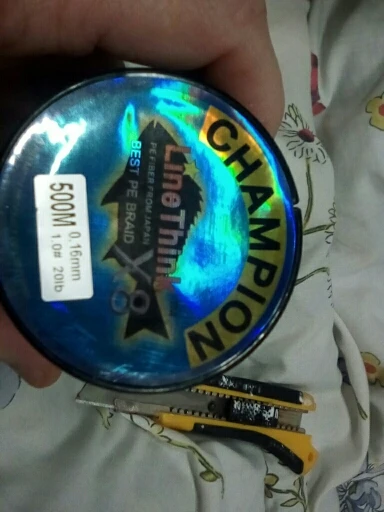 CHAMPION
LineThink
PE FIBER FROM JAPAN
BEST PE BRAID
X8
500M
0.16mm
1.0# 20lb